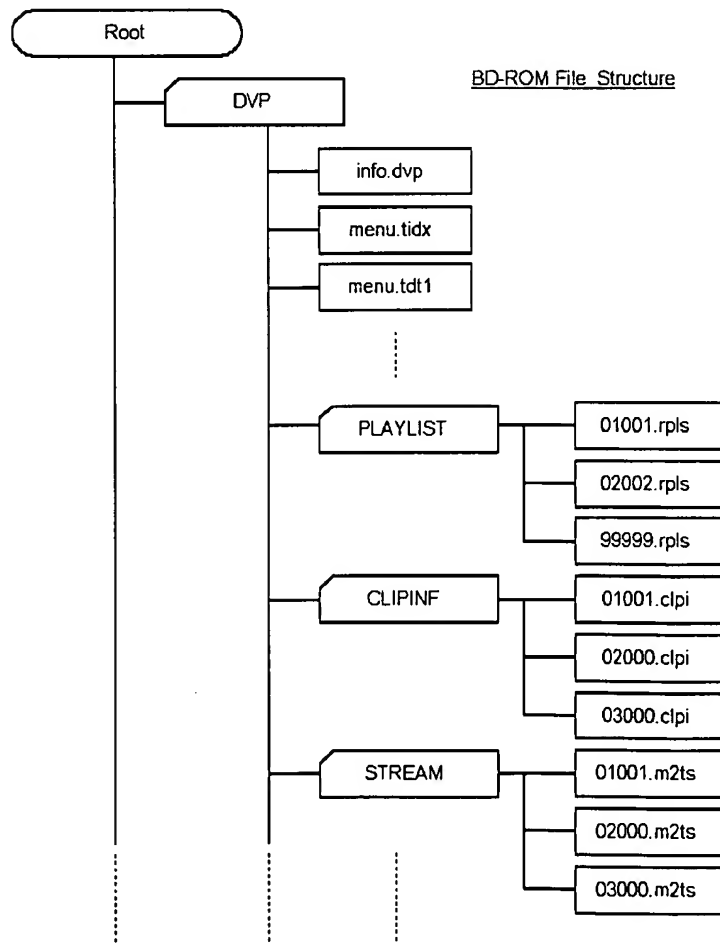 Root
BD-ROM File Structure
DVP
info.dvp
menu.tidx
menu.tdt1
PLAYLIST
01001.rpls
02002.rpls
99999.rpls
CLIPINF
01001.clpi
02000.clpi
03000.clpi
STREAM
01001.m2ts
02000.m2ts
03000.m2ts